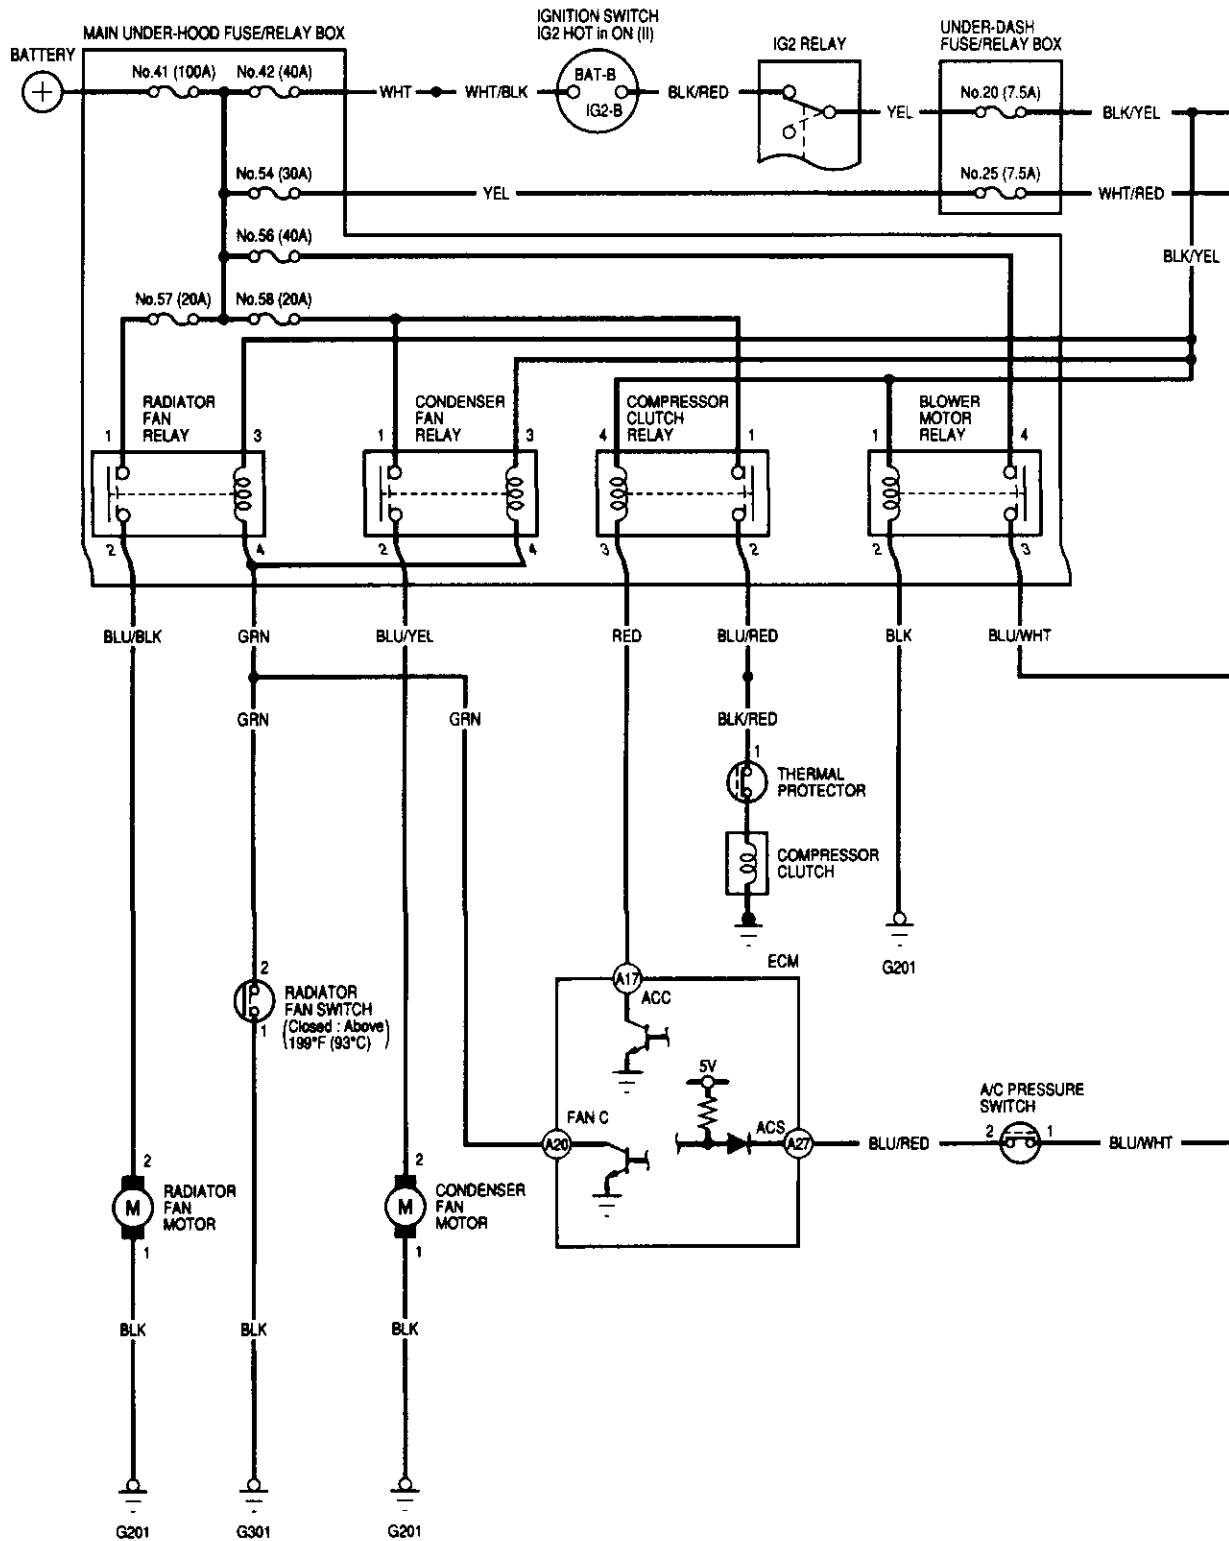 IGNITION SWITCH
IG2 HOT in ON (II)
MAIN UNDER-HOOD FUSE/RELAY BOX
UNDER-DASH
FUSE/RELAY BOX
IG2 RELAY
BATTERY
No.41 (100A)
No.42 (40A)
BAT-B
IG2-B
WHT
WHT/BLK
BLK/RED
YEL
No.20 (7.5A)
BLK/YEL
No.54 (30A)
YEL
No.25 (7.5A)
WHT/RED
No.56 (40A)
BLK/YEL
No.57 (20A)
No.58 (20A)
1
RADIATOR
FAN
RELAY
3
1
CONDENSER
FAN
RELAY
3
4
COMPRESSOR
CLUTCH
RELAY
1
1
BLOWER
MOTOR
RELAY
4
2
4
2
4
3
2
2
3
BLU/BLK
GRN
BLU/YEL
RED
BLU/RED
BLK
BLU/WHT
GRN
GRN
BLK/RED
1
THERMAL
PROTECTOR
COMPRESSOR
CLUTCH
G201
2
RADIATOR
FAN SWITCH
(Closed : Above
199°F (93°C))
1
ECM
A17
ACC
5V
FAN C
A20
ACS
A27
BLU/RED
A/C PRESSURE
SWITCH
2
1
BLU/WHT
2
M
RADIATOR
FAN
MOTOR
1
2
M
CONDENSER
FAN
MOTOR
1
BLK
BLK
BLK
G201
G301
G201